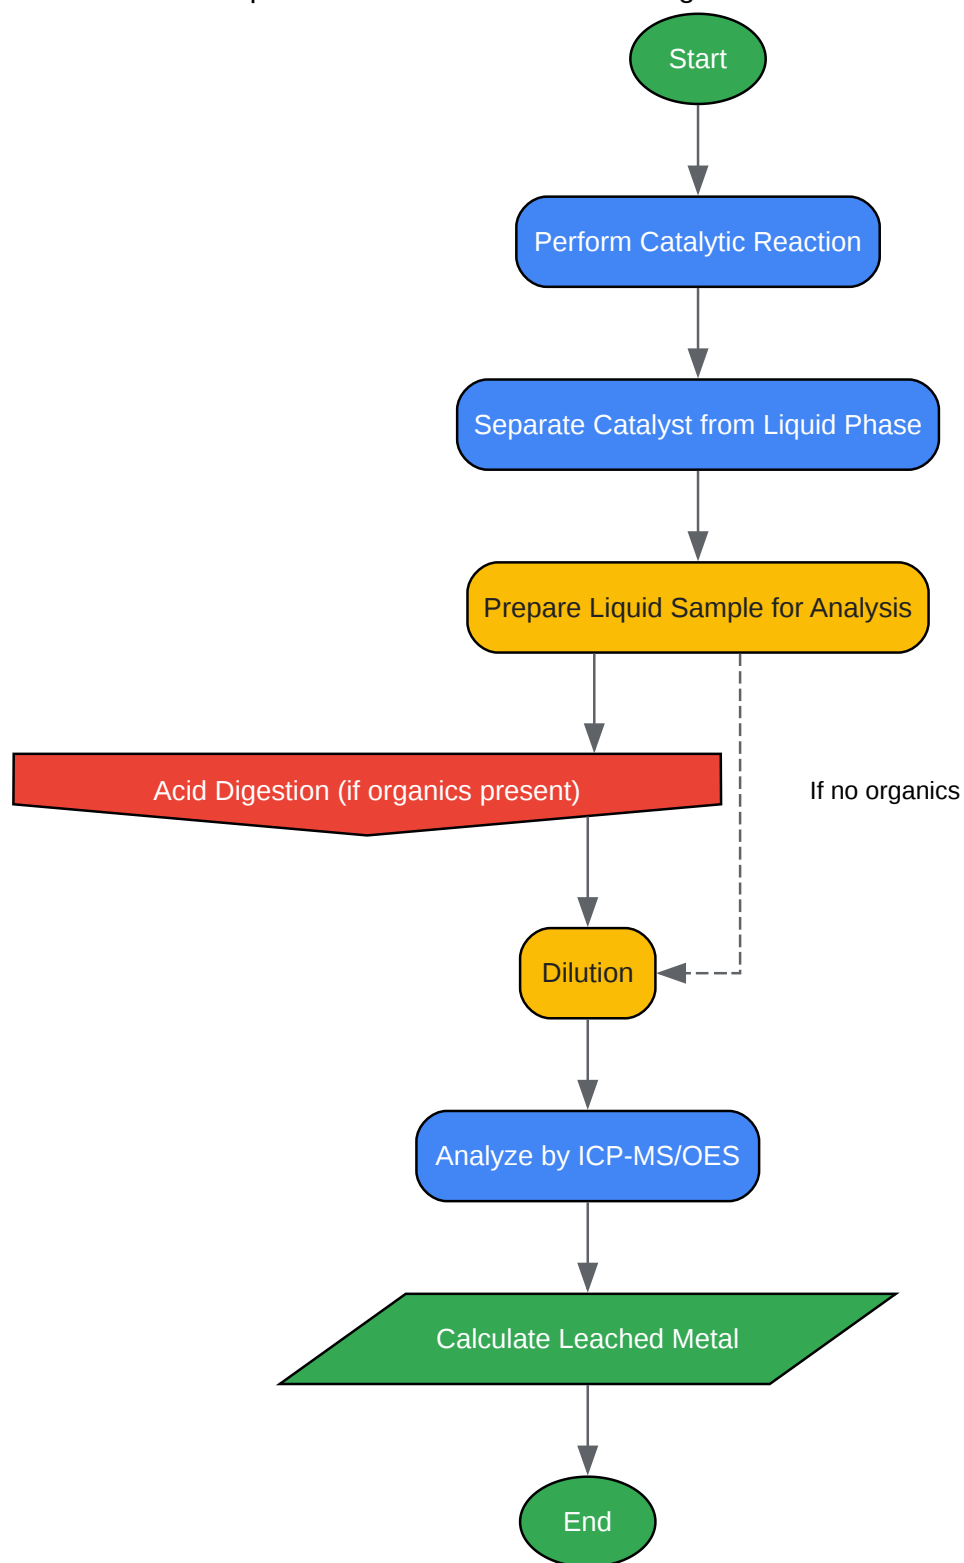 Start
Perform Catalytic Reaction
Separate Catalyst from Liquid Phase
Prepare Liquid Sample for Analysis
Acid Digestion (if organics present)
If no organics
Dilution
Analyze by ICP-MS/OES
Calculate Leached Metal
End